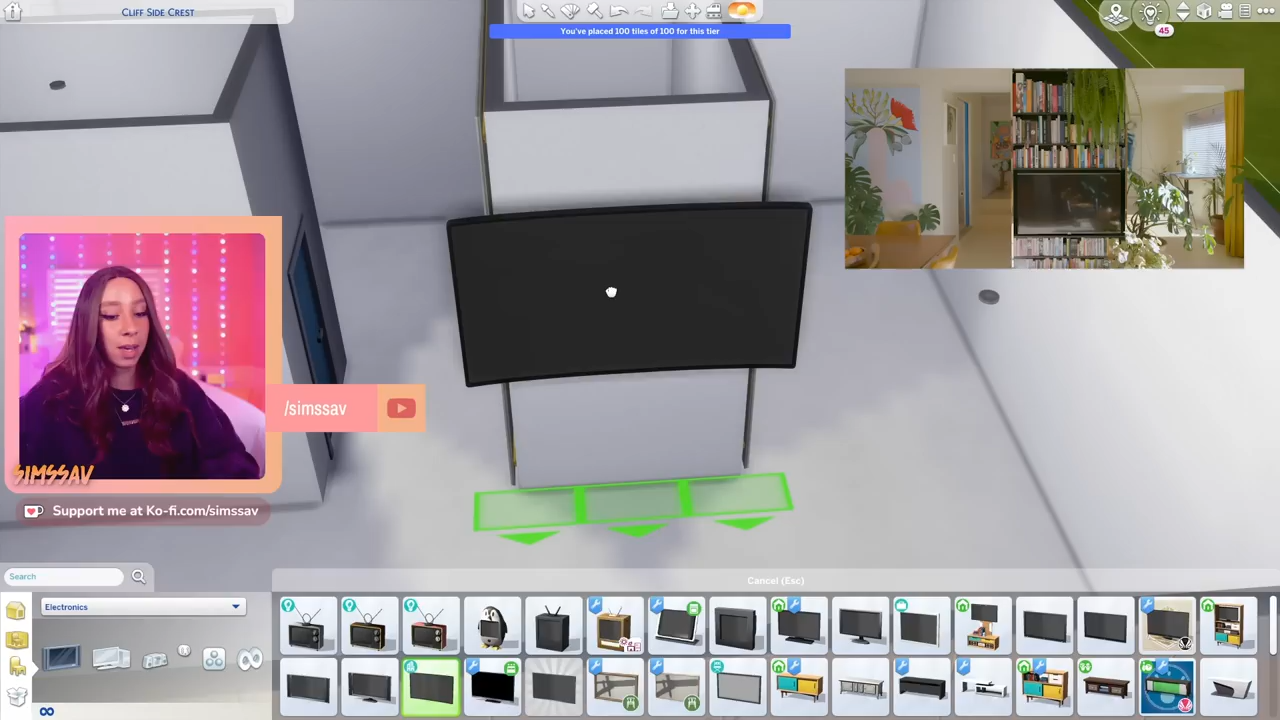 CLIFF SIDE CREST
You've placed 100 tiles of 100 for this tier
45
/simssav
SIMSSAV
Support me at Ko-fi.com/simssav
Search
Cancel (Esc)
Electronics